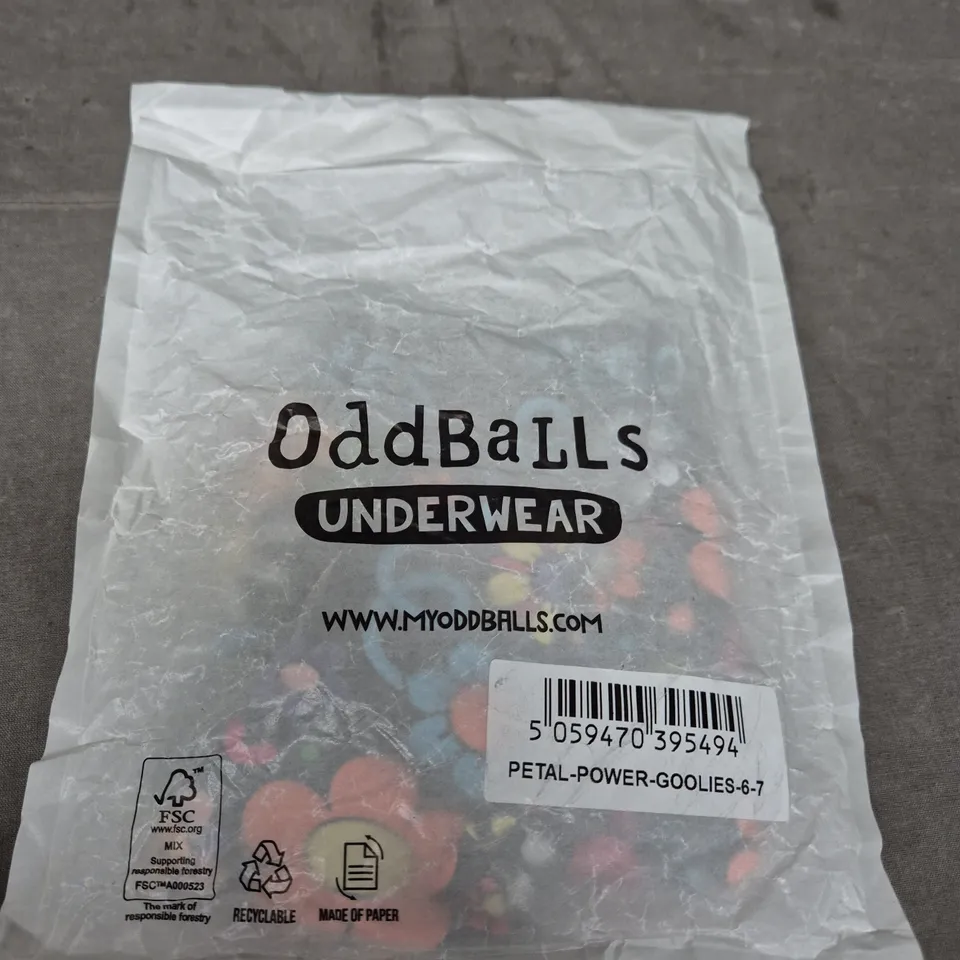 OddBaLLs
UNDERWEAR
WWW.MYODDBALLS.COM
5 059470 395494
PETAL-POWER-GOOLIES-6-7
TM
FSC
www.fsc.org
MIX
Supporting
responsible forestry
FSC™A000523
The mark of
responsible forestry
RECYCLABLE
MADE OF PAPER